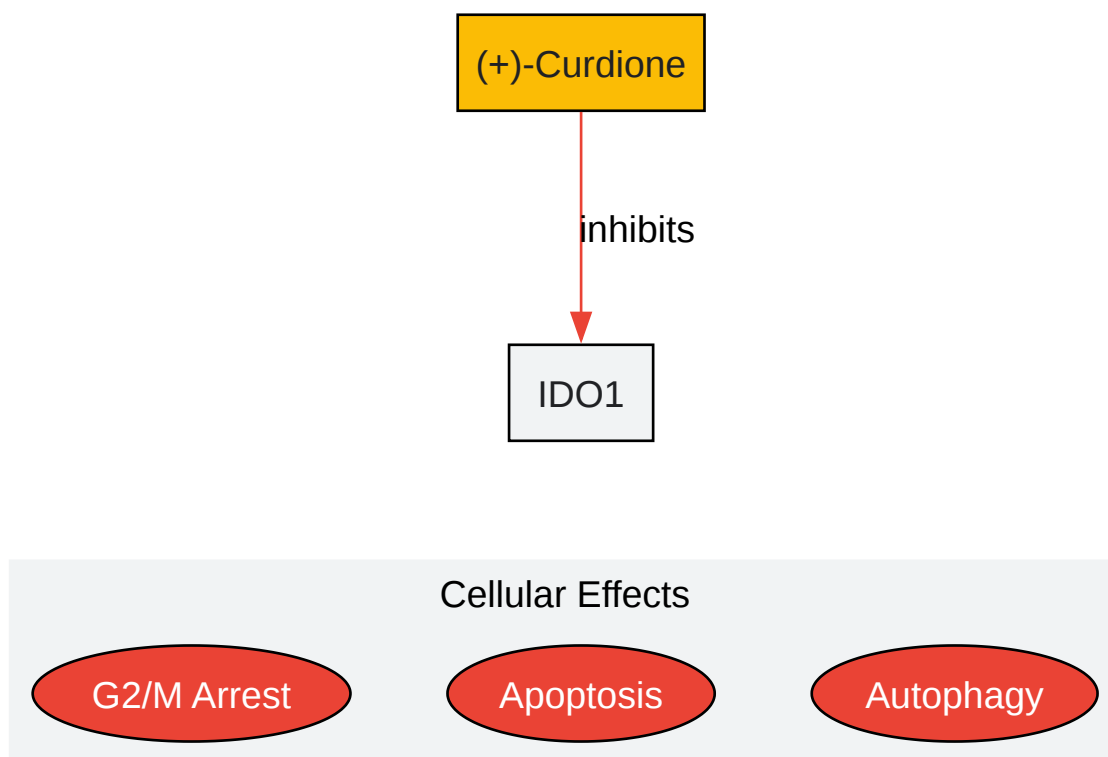 (+)-Curdione
inhibits
IDO1
Cellular Effects
G2/M Arrest
Apoptosis
Autophagy